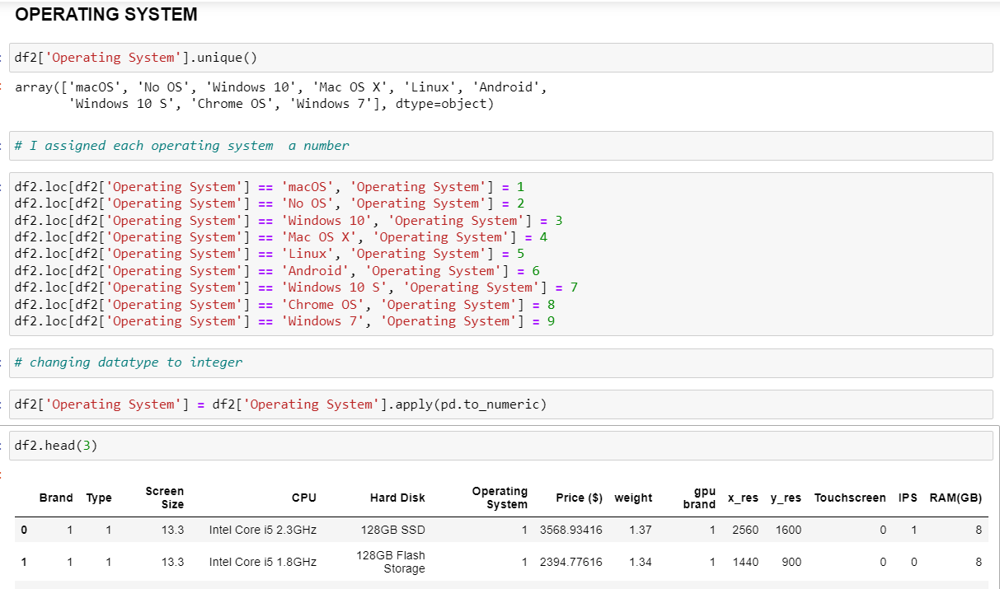 OPERATING SYSTEM
df2['Operating System'].unique()
array(['macOS', 'No OS', 'Windows 10', 'Mac OS X', 'Linux', 'Android',
'Windows 10 S', 'Chrome OS', 'Windows 7'], dtype=object)
# I assigned each operating system  a number
df2.loc[df2['Operating System'] == 'macOS', 'Operating System'] = 1
df2.loc[df2['Operating System'] == 'No OS', 'Operating System'] = 2
df2.loc[df2['Operating System'] == 'Windows 10', 'Operating System'] = 3
df2.loc[df2['Operating System'] == 'Mac OS X', 'Operating System'] = 4
df2.loc[df2['Operating System'] == 'Linux', 'Operating System'] = 5
df2.loc[df2['Operating System'] == 'Android', 'Operating System'] = 6
df2.loc[df2['Operating System'] == 'Windows 10 S', 'Operating System'] = 7
df2.loc[df2['Operating System'] == 'Chrome OS', 'Operating System'] = 8
df2.loc[df2['Operating System'] == 'Windows 7', 'Operating System'] = 9
# changing datatype to integer
df2['Operating System'] = df2['Operating System'].apply(pd.to_numeric)
df2.head(3)
Brand Type Screen Size CPU Hard Disk Operating System Price ($) weight gpu brand x_res y_res Touchscreen IPS RAM(GB)
0 1 1 13.3 Intel Core i5 2.3GHz 128GB SSD 1 3568.93416 1.37 1 2560 1600 0 1 8
1 1 1 13.3 Intel Core i5 1.8GHz 128GB Flash Storage 1 2394.77616 1.34 1 1440 900 0 0 8